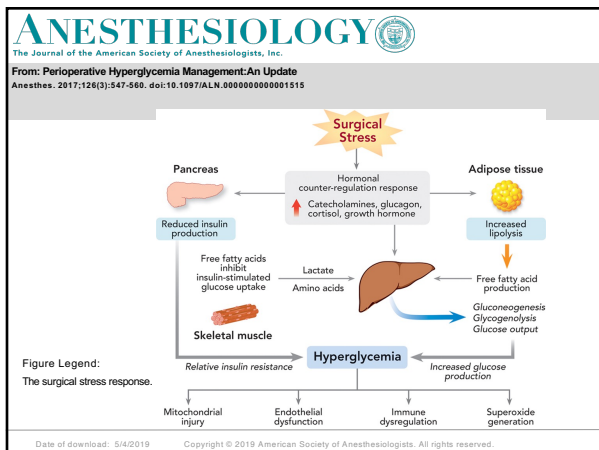 ANESTHESIOLOGY
The Journal of the American Society of Anesthesiologists, Inc.
From: Perioperative Hyperglycemia Management:An Update
Anesthes. 2017;126(3):547-560. doi:10.1097/ALN.0000000000001515
Surgical
Stress
Pancreas
Adipose tissue
Hormonal
counter-regulation response
Catecholamines, glucagon,
cortisol, growth hormone
Reduced insulin
production
Increased
lipolysis
Free fatty acids
inhibit
insulin-stimulated
glucose uptake
Lactate
Amino acids
Free fatty acid
production
Skeletal muscle
Gluconeogenesis
Glycogenolysis
Glucose output
Hyperglycemia
Relative insulin resistance
Increased glucose
production
Figure Legend:
The surgical stress response.
Mitochondrial
injury
Endothelial
dysfunction
Immune
dysregulation
Superoxide
generation
Date of download: 5/4/2019
Copyright © 2019 American Society of Anesthesiologists. All rights reserved.